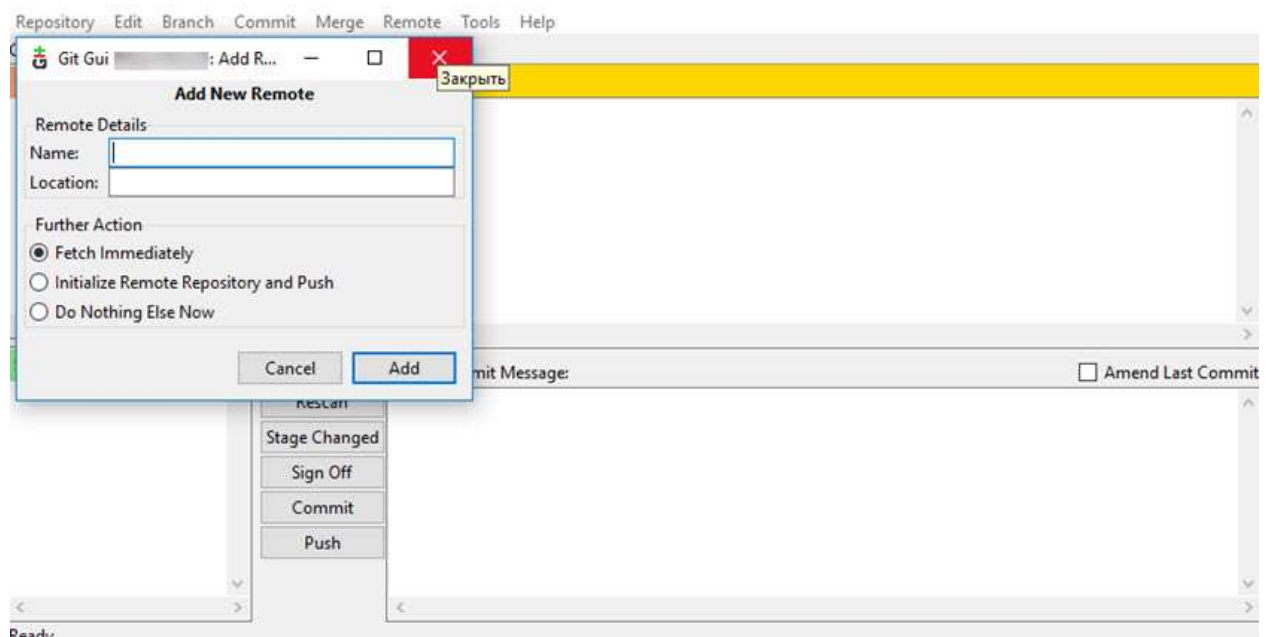 Repository Edit Branch Commit Merge Remote Tools Help
Git Gui : Add R...
Закрыть
Add New Remote
Remote Details
Name:
Location:
Further Action
Fetch Immediately
Initialize Remote Repository and Push
Do Nothing Else Now
Cancel Add
mit Message: Amend Last Commit
Rescan
Stage Changed
Sign Off
Commit
Push
Ready